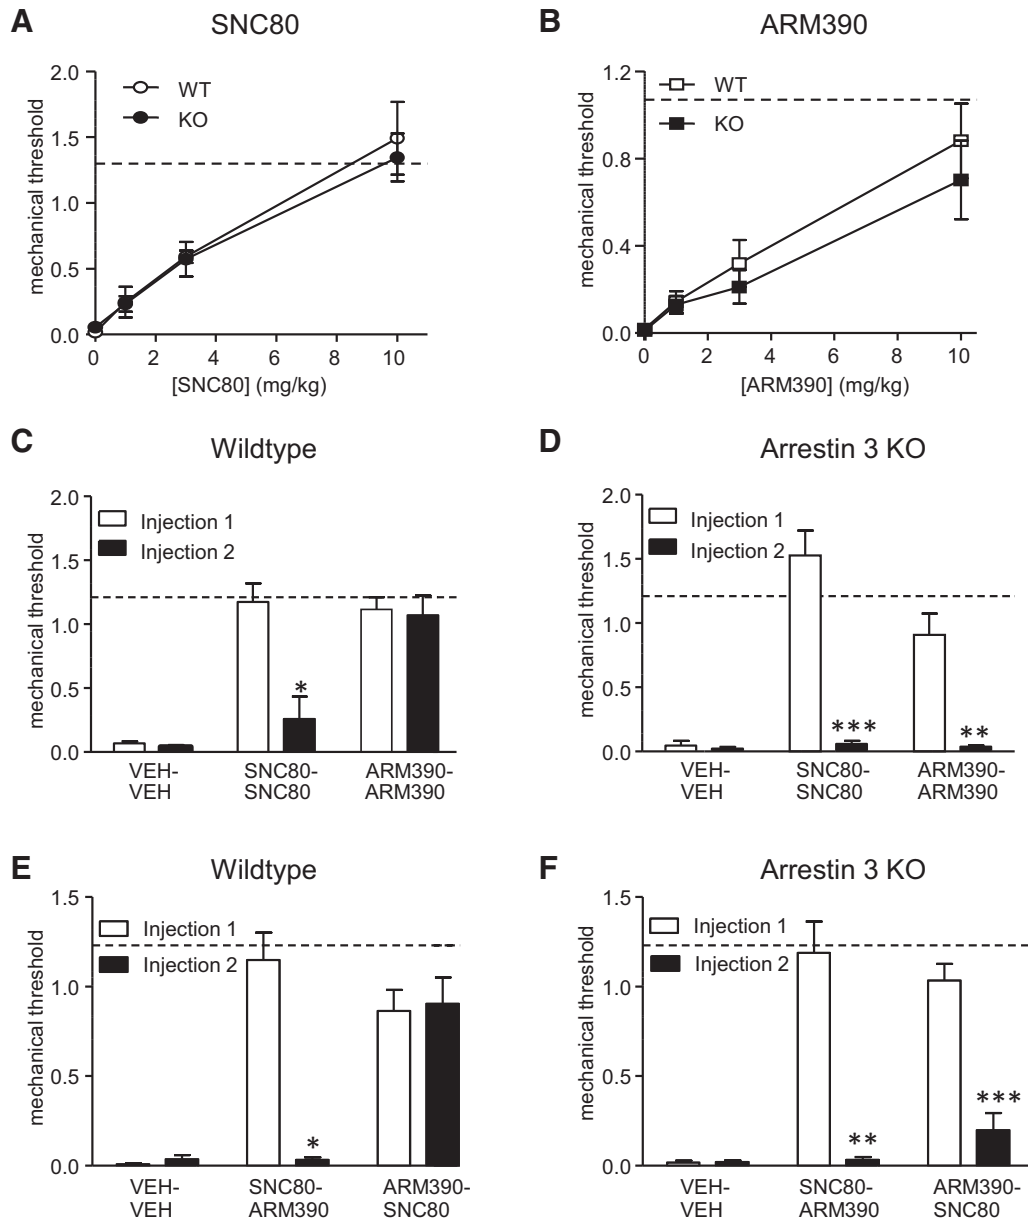 A
SNC80
mechanical threshold
2.0
1.5
1.0
0.5
0.0
WT
KO
0 2 4 6 8 10
[SNC80] (mg/kg)
B
ARM390
mechanical threshold
1.2
0.8
0.4
0.0
WT
KO
0 2 4 6 8 10
[ARM390] (mg/kg)
C
Wildtype
mechanical threshold
2.0
1.5
1.0
0.5
0.0
Injection 1
Injection 2
*
VEH- SNC80- ARM390-
VEH SNC80 ARM390
D
Arrestin 3 KO
mechanical threshold
2.0
1.5
1.0
0.5
0.0
Injection 1
Injection 2
*** **
VEH- SNC80- ARM390-
VEH SNC80 ARM390
E
Wildtype
mechanical threshold
1.5
1.0
0.5
0.0
Injection 1
Injection 2
*
VEH- SNC80- ARM390-
VEH ARM390 SNC80
F
Arrestin 3 KO
mechanical threshold
1.5
1.0
0.5
0.0
Injection 1
Injection 2
** ***
VEH- SNC80- ARM390-
VEH ARM390 SNC80